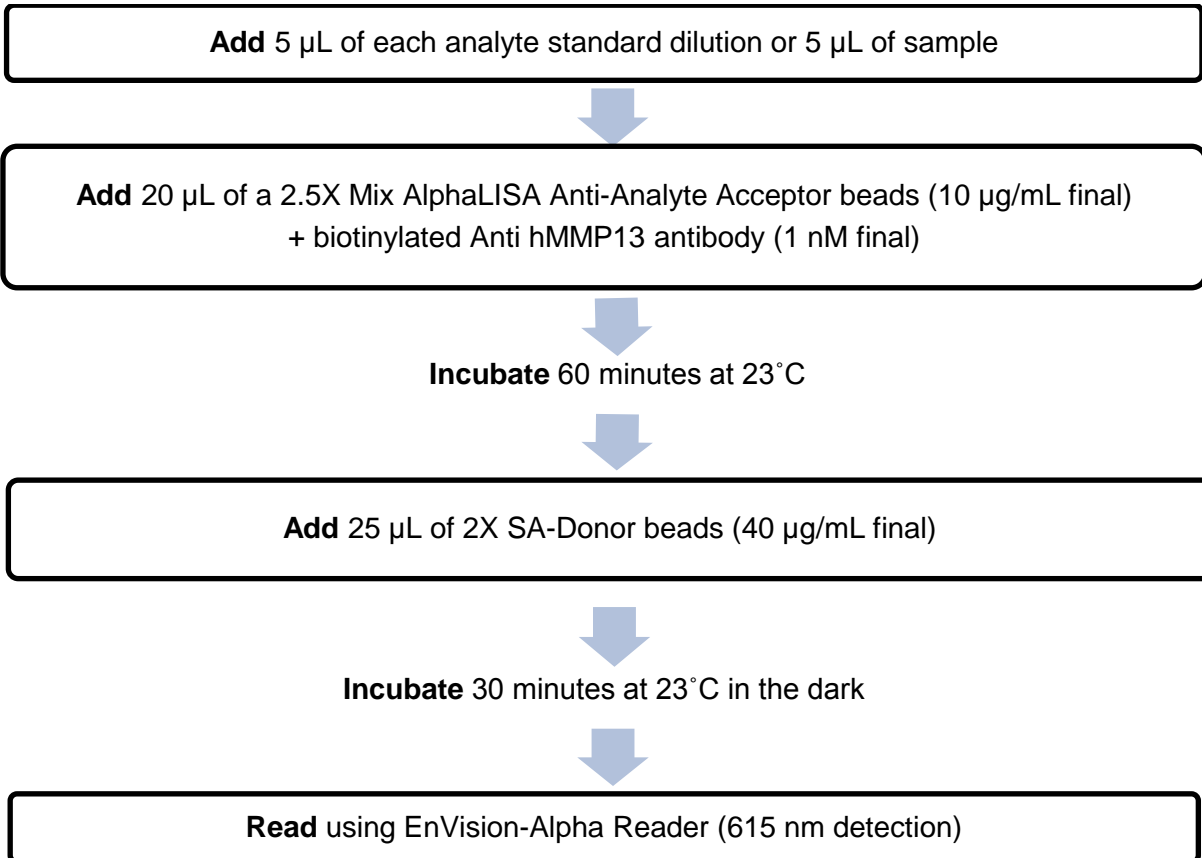 Add 5 µL of each analyte standard dilution or 5 µL of sample
Add 20 µL of a 2.5X Mix AlphaLISA Anti-Analyte Acceptor beads (10 µg/mL final)
+ biotinylated Anti hMMP13 antibody (1 nM final)
Incubate 60 minutes at 23˚C
Add 25 µL of 2X SA-Donor beads (40 µg/mL final)
Incubate 30 minutes at 23˚C in the dark
Read using EnVision-Alpha Reader (615 nm detection)